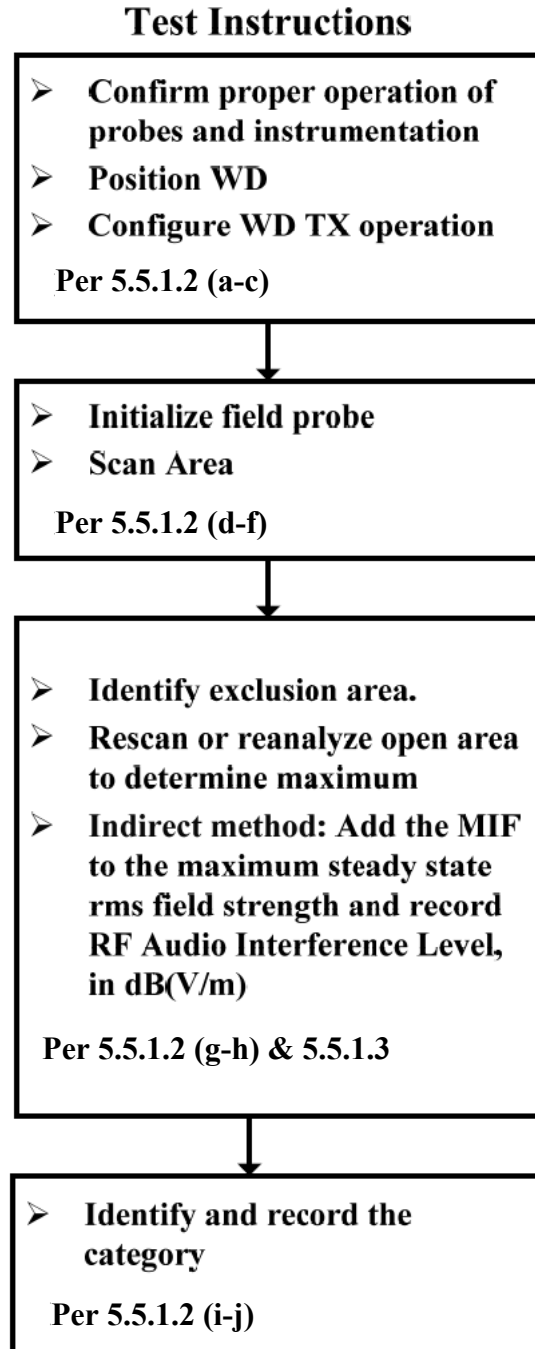 Test Instructions
➢ Confirm proper operation of
probes and instrumentation
➢ Position WD
➢ Configure WD TX operation
Per 5.5.1.2 (a-c)
➢ Initialize field probe
➢ Scan Area
Per 5.5.1.2 (d-f)
➢ Identify exclusion area.
➢ Rescan or reanalyze open area
to determine maximum
➢ Indirect method: Add the MIF
to the maximum steady state
rms field strength and record
RF Audio Interference Level,
in dB(V/m)
Per 5.5.1.2 (g-h) & 5.5.1.3
➢ Identify and record the
category
Per 5.5.1.2 (i-j)